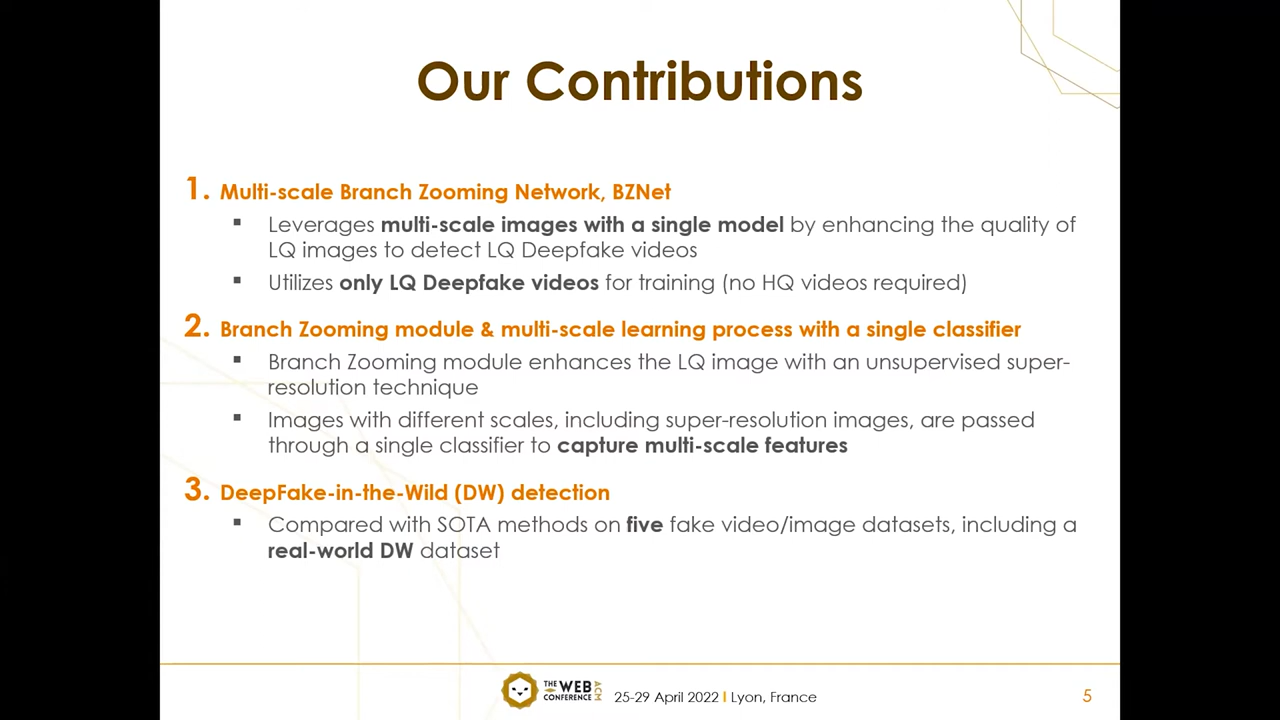 Our Contributions
1. Multi-scale Branch Zooming Network, BZNet
▪ Leverages multi-scale images with a single model by enhancing the quality of
LQ images to detect LQ Deepfake videos
▪ Utilizes only LQ Deepfake videos for training (no HQ videos required)
2. Branch Zooming module & multi-scale learning process with a single classifier
▪ Branch Zooming module enhances the LQ image with an unsupervised super-
resolution technique
▪ Images with different scales, including super-resolution images, are passed
through a single classifier to capture multi-scale features
3. DeepFake-in-the-Wild (DW) detection
▪ Compared with SOTA methods on five fake video/image datasets, including a
real-world DW dataset
THE WEB CONFERENCE ACM
25-29 April 2022 I Lyon, France
5